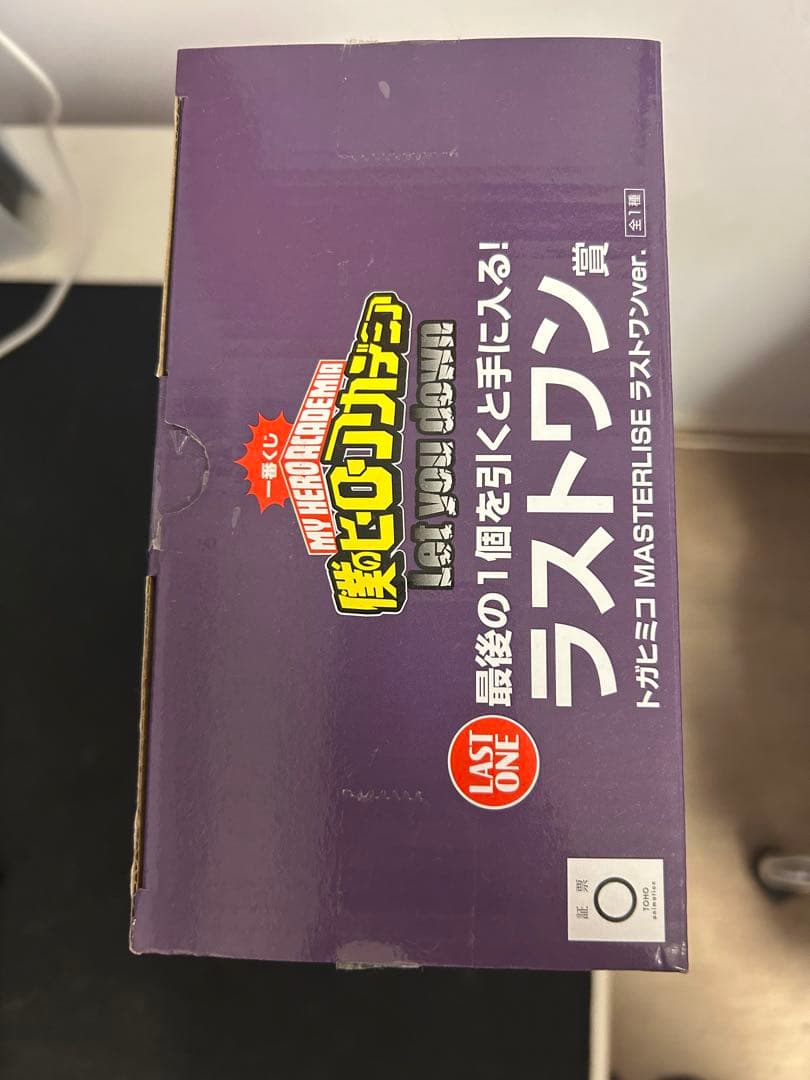 一番くじ
MY HERO ACADEMIA
僕のヒーローアカデミア
Let you down
LAST ONE
最後の1個を引くと手に入る!
ラストワン賞
トガヒミコ MASTERLISE ラストワンver. 全1種
証票
TOHO
animation